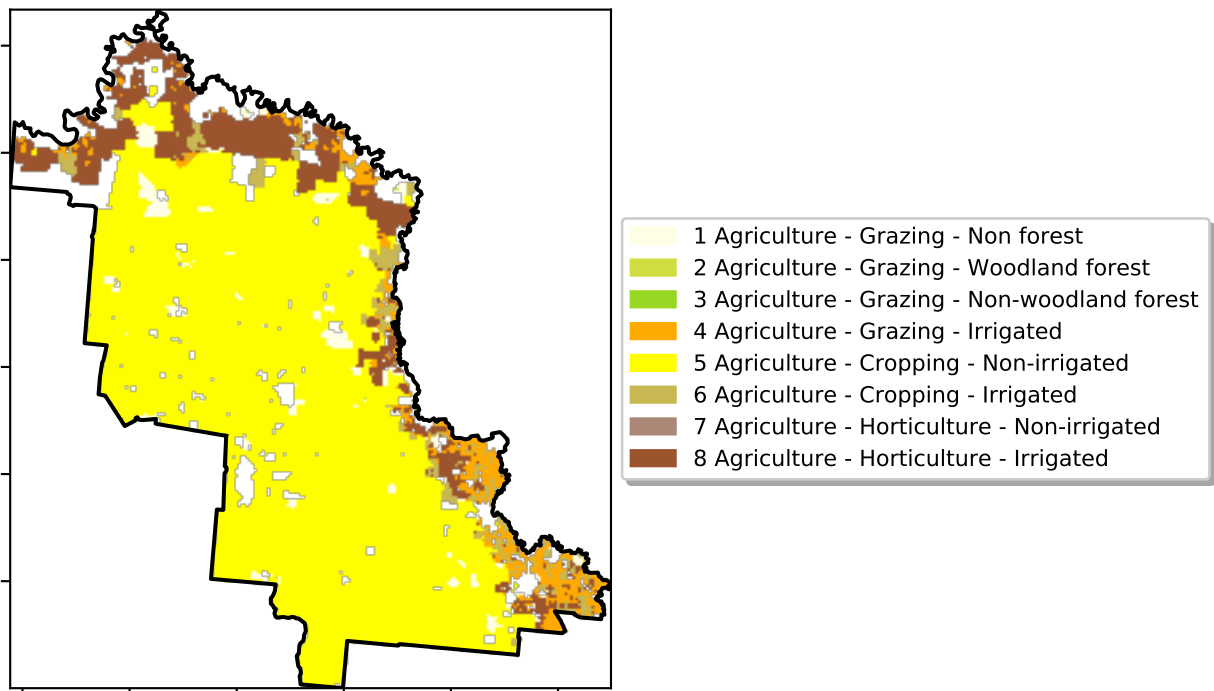 1 Agriculture - Grazing - Non forest
2 Agriculture - Grazing - Woodland forest
3 Agriculture - Grazing - Non-woodland forest
4 Agriculture - Grazing - Irrigated
5 Agriculture - Cropping - Non-irrigated
6 Agriculture - Cropping - Irrigated
7 Agriculture - Horticulture - Non-irrigated
8 Agriculture - Horticulture - Irrigated